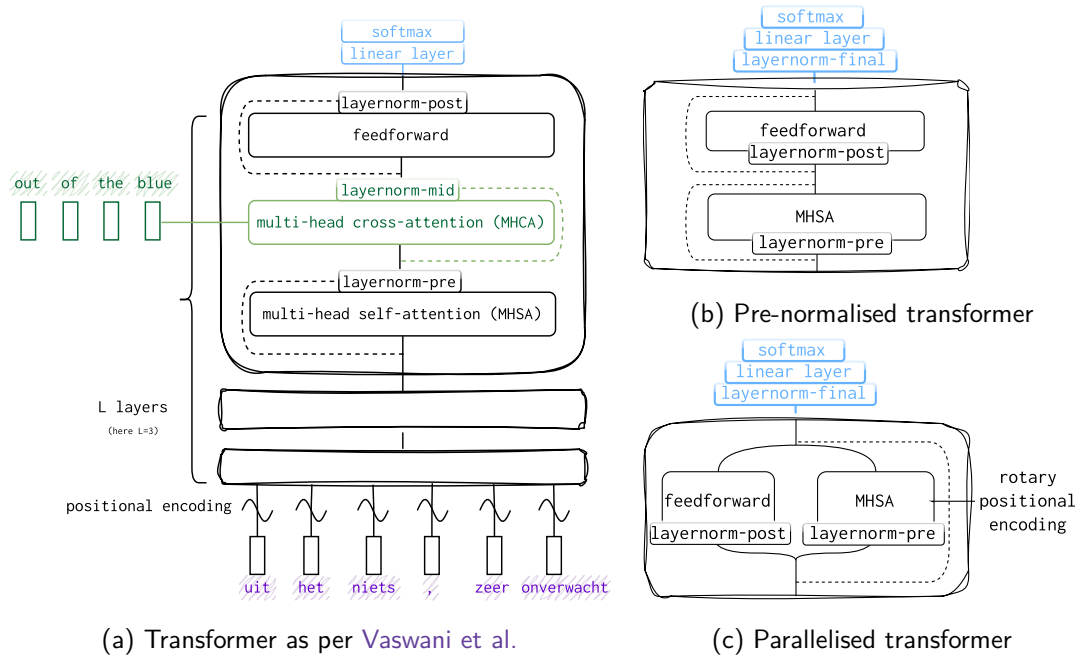 softmax
linear layer
layernorm-post
feedforward
layernorm-mid
multi-head cross-attention (MHCA)
layernorm-pre
multi-head self-attention (MHSA)
out of the blue
L layers
(here L=3)
positional encoding
uit het niets , zeer onverwacht
(a) Transformer as per Vaswani et al.
softmax
linear layer
layernorm-final
feedforward
layernorm-post
MHSA
layernorm-pre
(b) Pre-normalised transformer
softmax
linear layer
layernorm-final
feedforward
layernorm-post
MHSA
layernorm-pre
rotary
positional
encoding
(c) Parallelised transformer